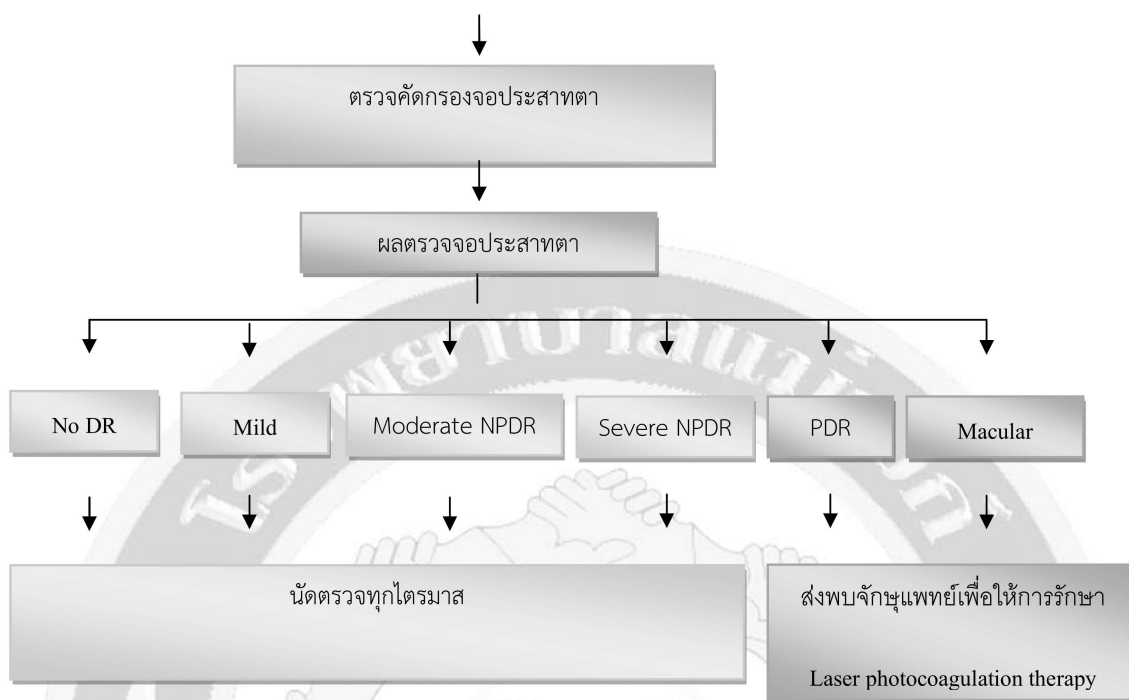 ตรวจคัดกรองจอประสาทตา
ผลตรวจจอประสาทตา
No DR
Mild
Moderate NPDR
Severe NPDR
PDR
Macular
นัดตรวจทุกไตรมาส
ส่งพบจักษุแพทย์เพื่อให้การรักษา
Laser photocoagulation therapy